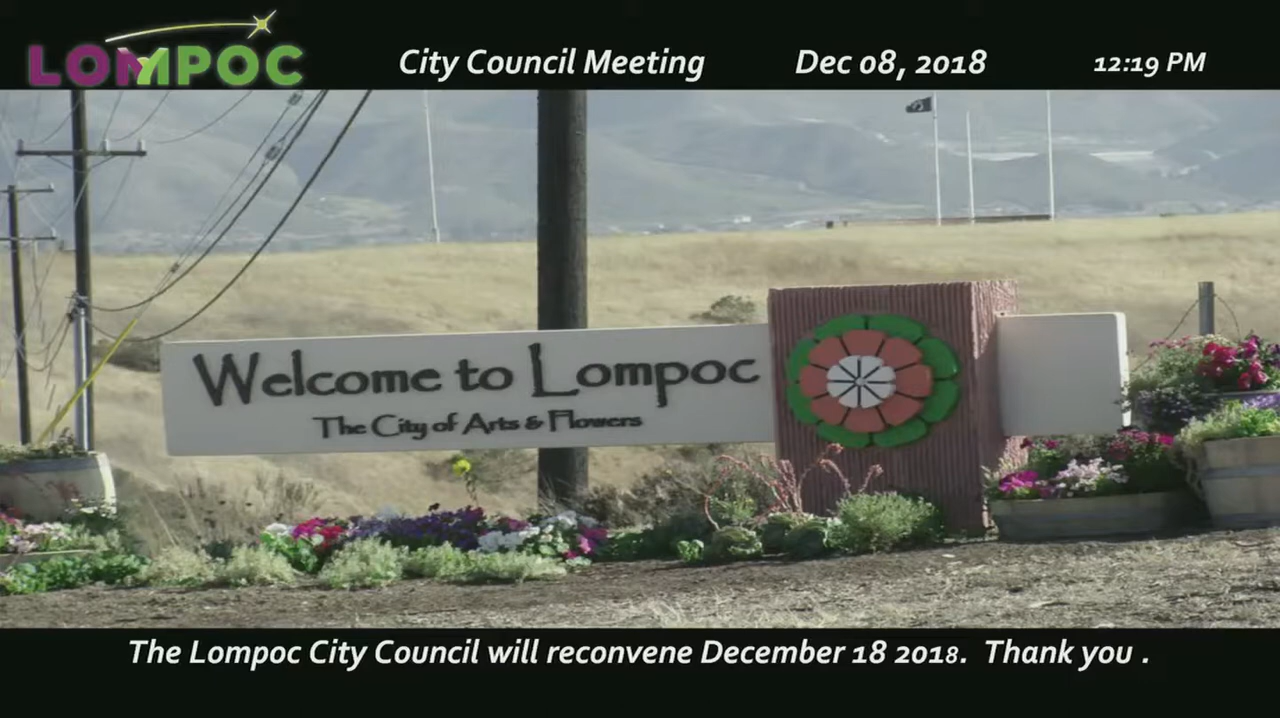 LOMPOC
City Council Meeting Dec 08, 2018 12:19 PM
Welcome to Lompoc
The City of Arts & Flowers
The Lompoc City Council will reconvene December 18 2018. Thank you .